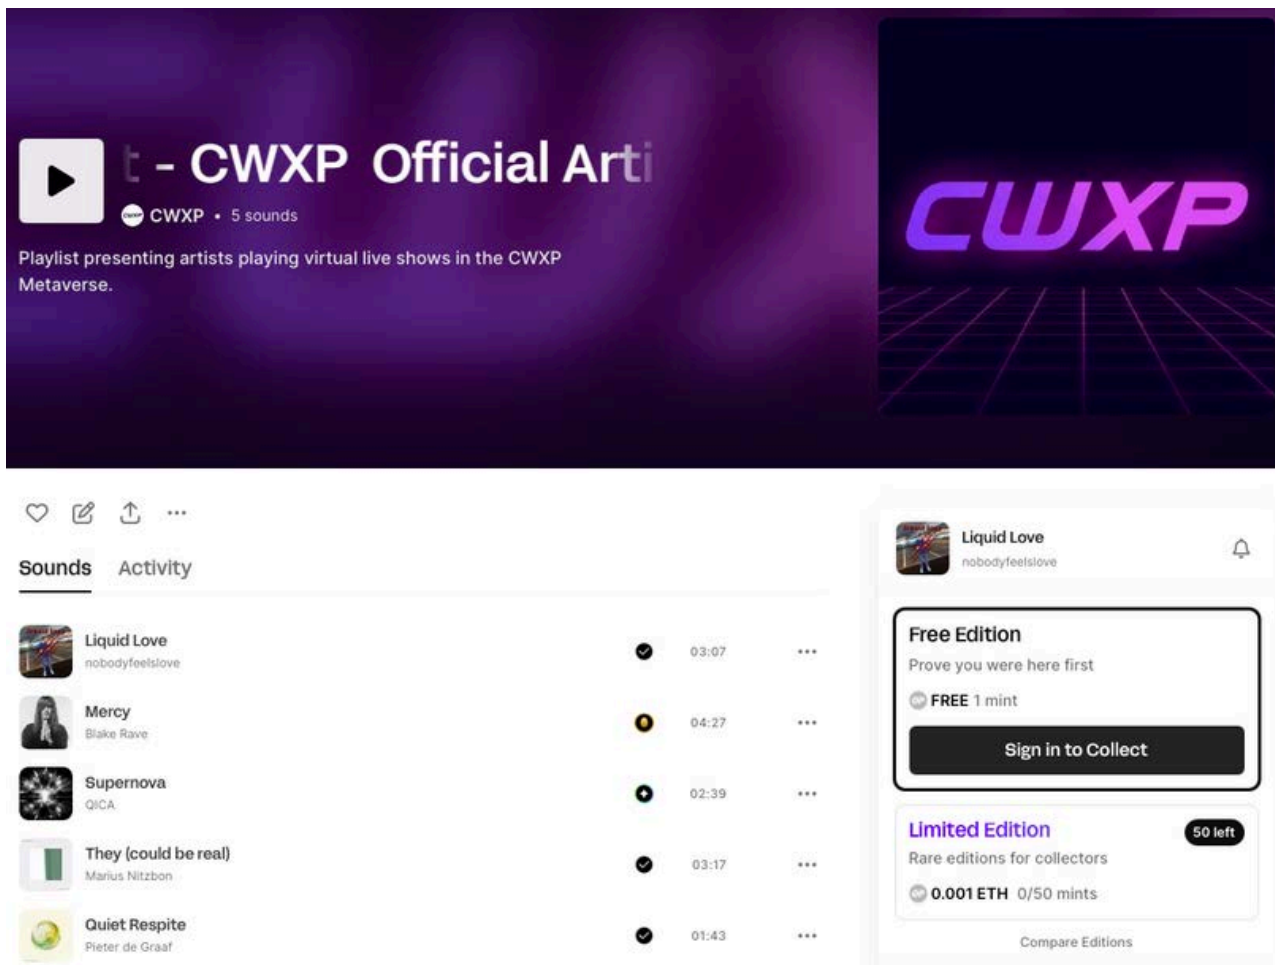 t - CWXP Official Arti
CWXP • 5 sounds
Playlist presenting artists playing virtual live shows in the CWXP
Metaverse.
CWXP
Sounds Activity
Liquid Love
nobodyfeelslove
03:07
Mercy
Blake Rave
04:27
Supernova
QICA
02:39
They (could be real)
Marius Nitzbon
03:17
Quiet Respite
Pieter de Graaf
01:43
Liquid Love
nobodyfeelslove
Free Edition
Prove you were here first
FREE 1 mint
Sign in to Collect
Limited Edition
50 left
Rare editions for collectors
0.001 ETH 0/50 mints
Compare Editions